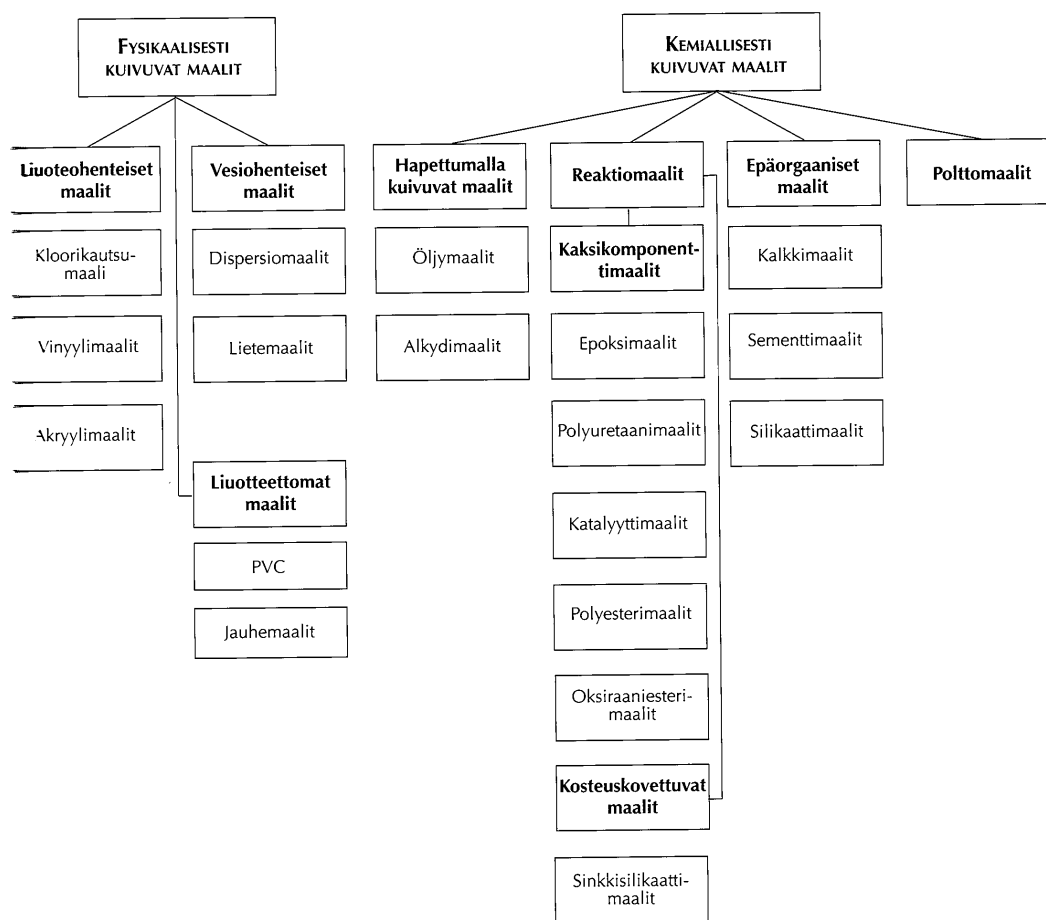 FYSIKAALISESTI
KUIVUVAT MAALIT
KEMIALLISESTI
KUIVUVAT MAALIT
Liuoteohenteiset
maalit
Vesiohenteiset
maalit
Hapettumalla
kuivuvat maalit
Reaktiomaalit
Epäorgaaniset
maalit
Polttomaalit
Kloorikautsu-
maali
Vinyylimaalit
Akryylimaalit
Dispersiomaalit
Lietemaalit
Liuotteettomat
maalit
PVC
Jauhemaalit
Öljymaalit
Alkydimaalit
Kaksikomponent-
timaalit
Epoksimaalit
Polyuretaanimaalit
Katalyyttimaalit
Polyesterimaalit
Oksiraaniesteri-
maalit
Kosteuskovettuvat
maalit
Sinkkisilikaatti-
maalit
Kalkkimaalit
Sementtimaalit
Silikaattimaalit